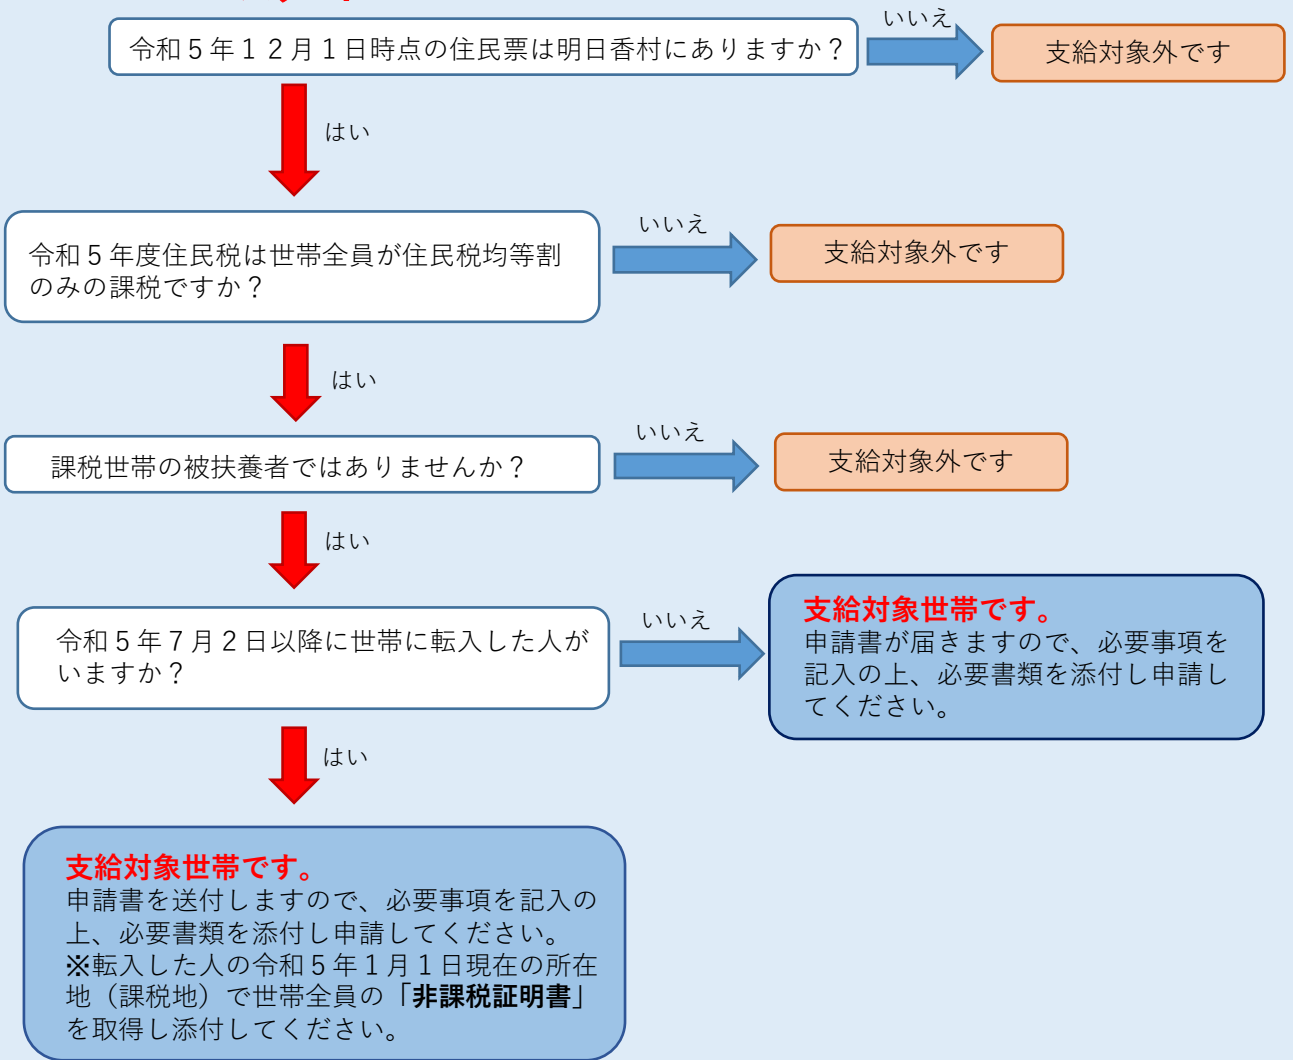 令和５年１２月１日時点の住民票は明日香村にありますか？
いいえ
支給対象外です
はい
令和５年度住民税は世帯全員が住民税均等割
のみの課税ですか？
いいえ
支給対象外です
はい
課税世帯の被扶養者ではありませんか？
いいえ
支給対象外です
はい
令和５年７月２日以降に世帯に転入した人が
いますか？
いいえ
支給対象世帯です。
申請書が届きますので、必要事項を
記入の上、必要書類を添付し申請し
てください。
はい
支給対象世帯です。
申請書を送付しますので、必要事項を記入の
上、必要書類を添付し申請してください。
※転入した人の令和５年１月１日現在の所在
地（課税地）で世帯全員の「非課税証明書」
を取得し添付してください。